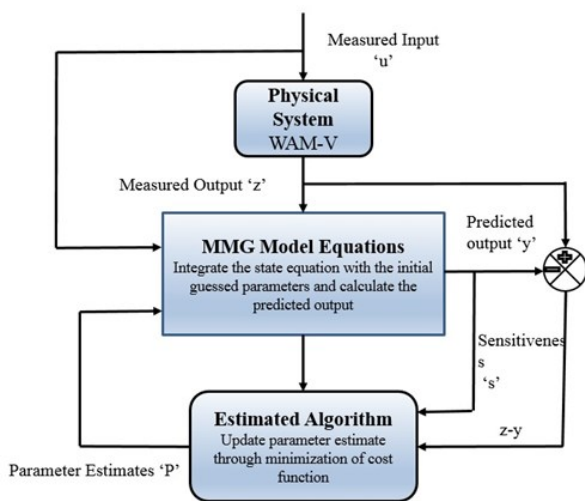 Measured Input
‘u’
Physical
System
WAM-V
Measured Output ‘z’
Predicted
output ‘y’
MMG Model Equations
Integrate the state equation with the initial
guessed parameters and calculate the
predicted output
Sensitivenes
s
‘s’
Estimated Algorithm
Update parameter estimate
through minimization of cost
function
z-y
Parameter Estimates ‘P’